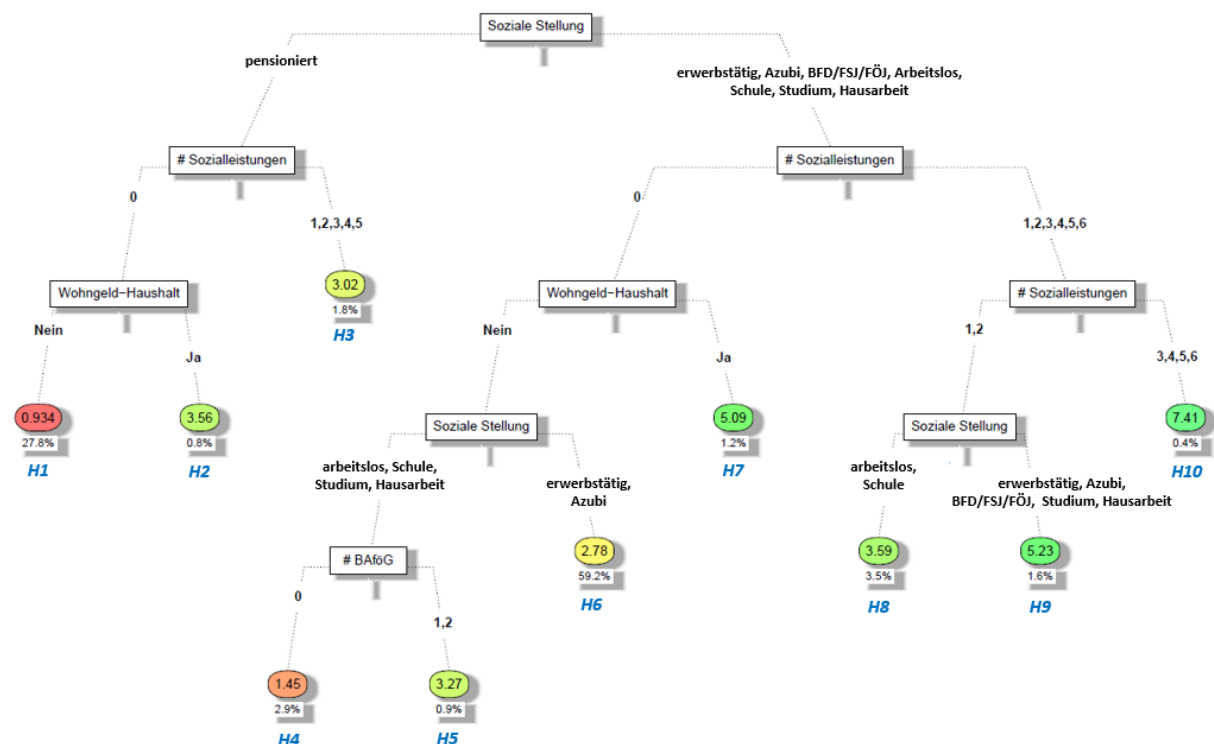 Soziale Stellung
pensioniert
erwerbstätig, Azubi, BFD/FSJ/FÖJ, Arbeitslos,
Schule, Studium, Hausarbeit
# Sozialleistungen
# Sozialleistungen
0
1,2,3,4,5
0
1,2,3,4,5,6
Wohngeld-Haushalt
3.02
1.8%
H3
Wohngeld-Haushalt
# Sozialleistungen
Nein
Ja
Nein
Ja
1,2
3,4,5,6
0.934
27.8%
H1
3.56
0.8%
H2
Soziale Stellung
5.09
1.2%
H7
Soziale Stellung
7.41
0.4%
H10
arbeitslos, Schule,
Studium, Hausarbeit
erwerbstätig,
Azubi
arbeitslos,
Schule
erwerbstätig, Azubi,
BFD/FSJ/FÖJ, Studium, Hausarbeit
# BAföG
2.78
59.2%
H6
3.59
3.5%
H8
5.23
1.6%
H9
0
1,2
1.45
2.9%
H4
3.27
0.9%
H5